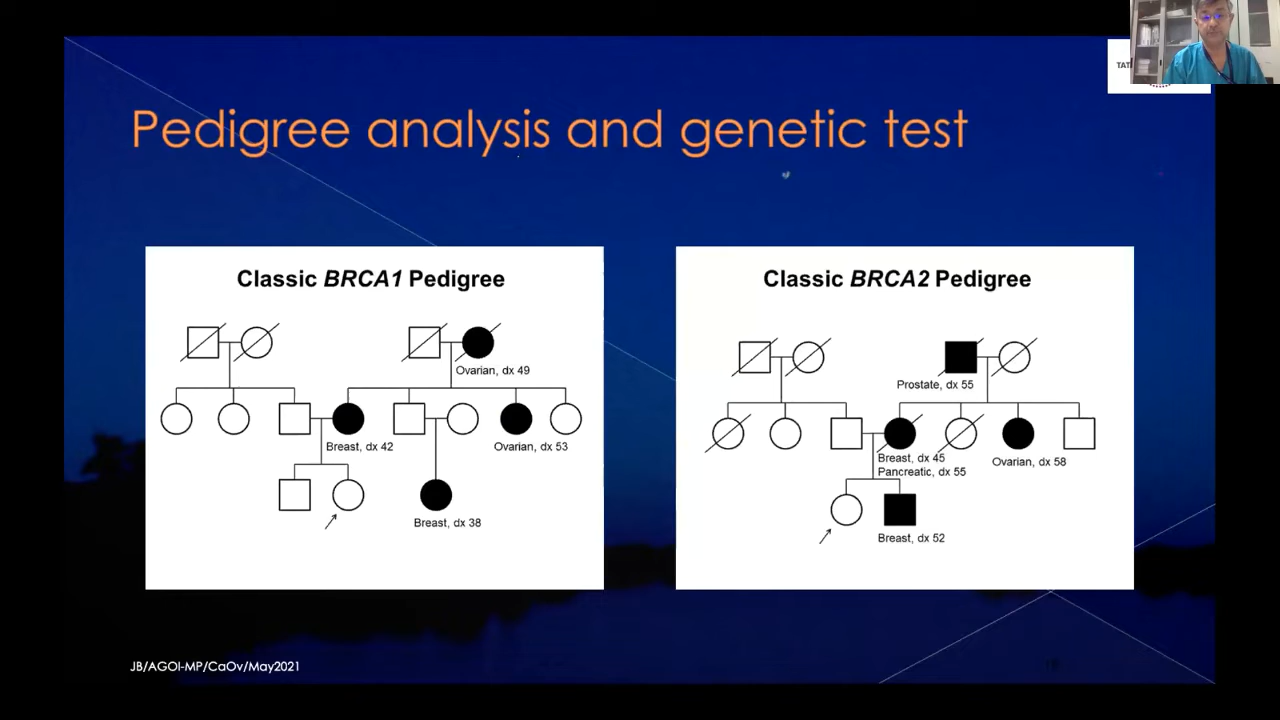 Pedigree analysis and genetic test
Classic BRCA1 Pedigree
Ovarian, dx 49
Breast, dx 42
Ovarian, dx 53
Breast, dx 38
Classic BRCA2 Pedigree
Prostate, dx 55
Breast, dx 45
Pancreatic, dx 55
Ovarian, dx 58
Breast, dx 52
JB/AGOI-MP/CaOv/May2021